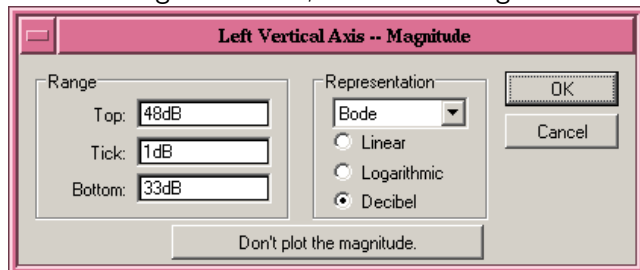 Left Vertical Axis -- Magnitude
Range
Top: 48dB
Tick: 1dB
Bottom: 33dB
Representation
Bode
Linear
Logarithmic
Decibel
OK
Cancel
Don't plot the magnitude.